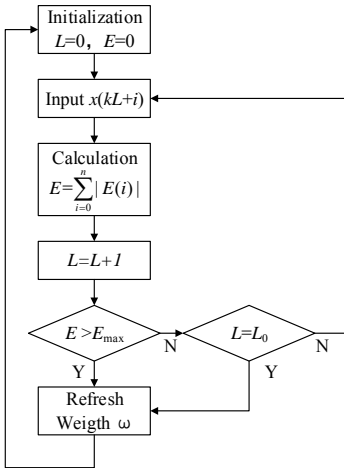 Initialization
L=0, E=0
Input x(kL+i)
Calculation
E=∑_{i=0}^{n}|E(i)|
L=L+1
E>E_max
N
L=L_0
N
Y
Y
Refresh
Weigth ω